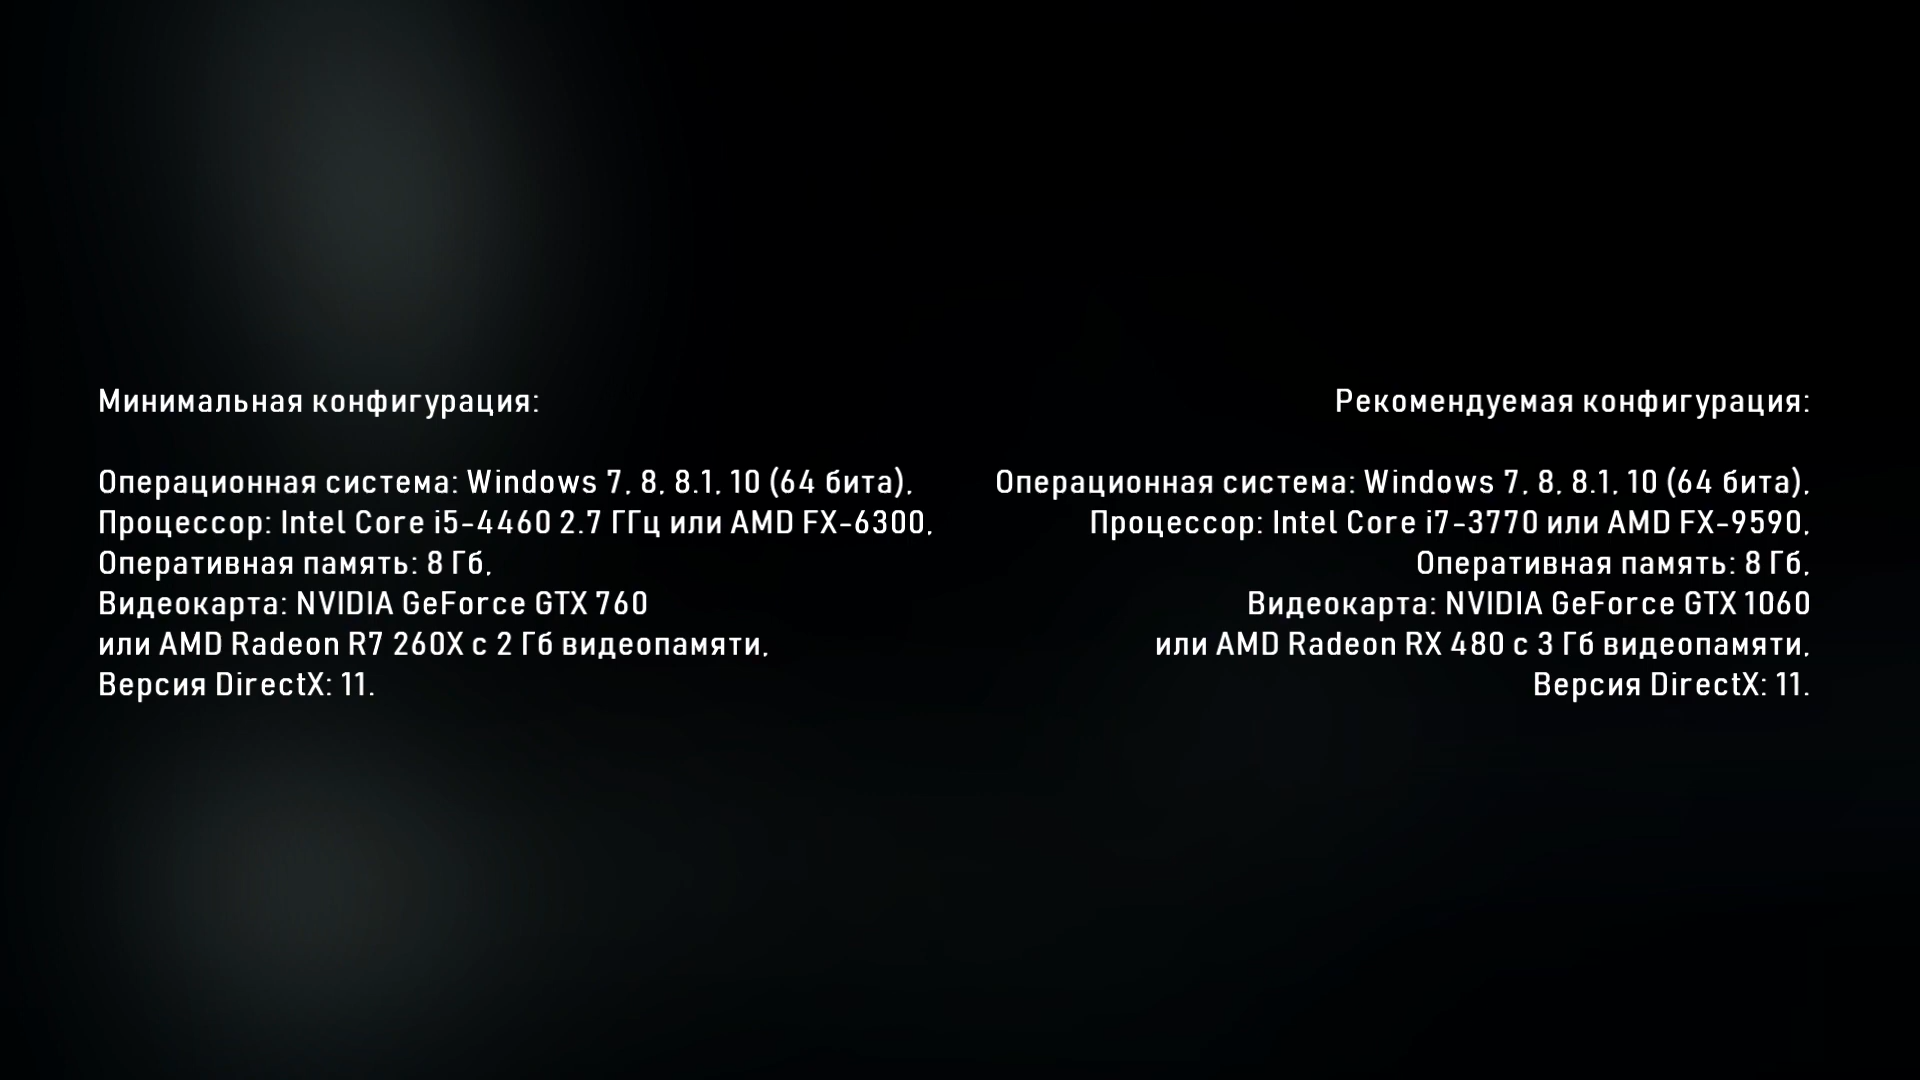 Минимальная конфигурация:
Операционная система: Windows 7, 8, 8.1, 10 (64 бита),
Процессор: Intel Core i5-4460 2.7 ГГц или AMD FX-6300,
Оперативная память: 8 Гб,
Видеокарта: NVIDIA GeForce GTX 760
или AMD Radeon R7 260X с 2 Гб видеопамяти,
Версия DirectX: 11.
Рекомендуемая конфигурация:
Операционная система: Windows 7, 8, 8.1, 10 (64 бита),
Процессор: Intel Core i7-3770 или AMD FX-9590,
Оперативная память: 8 Гб,
Видеокарта: NVIDIA GeForce GTX 1060
или AMD Radeon RX 480 с 3 Гб видеопамяти,
Версия DirectX: 11.